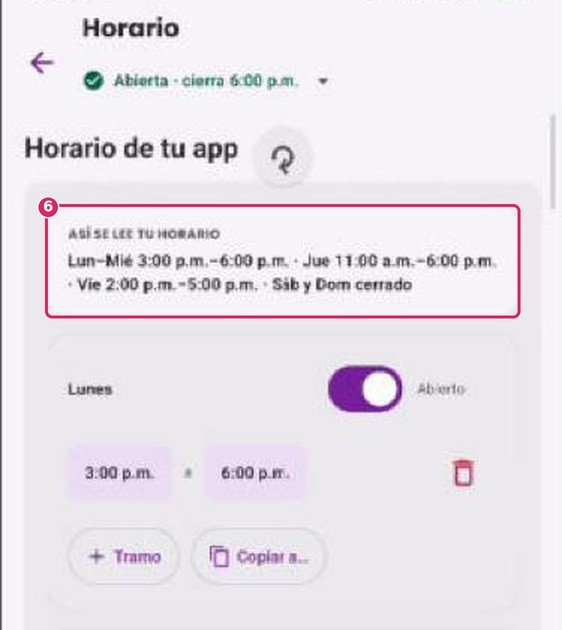 Horario
Abierta · cierra 6:00 p.m.
Horario de tu app
6
ASÍ SE LEE TU HORARIO
Lun–Mié 3:00 p.m.–6:00 p.m. · Jue 11:00 a.m.–6:00 p.m.
· Vie 2:00 p.m.–5:00 p.m. · Sáb y Dom cerrado
Lunes
Abierto
3:00 p.m. a 6:00 p.m.
+ Tramo
Copiar a...